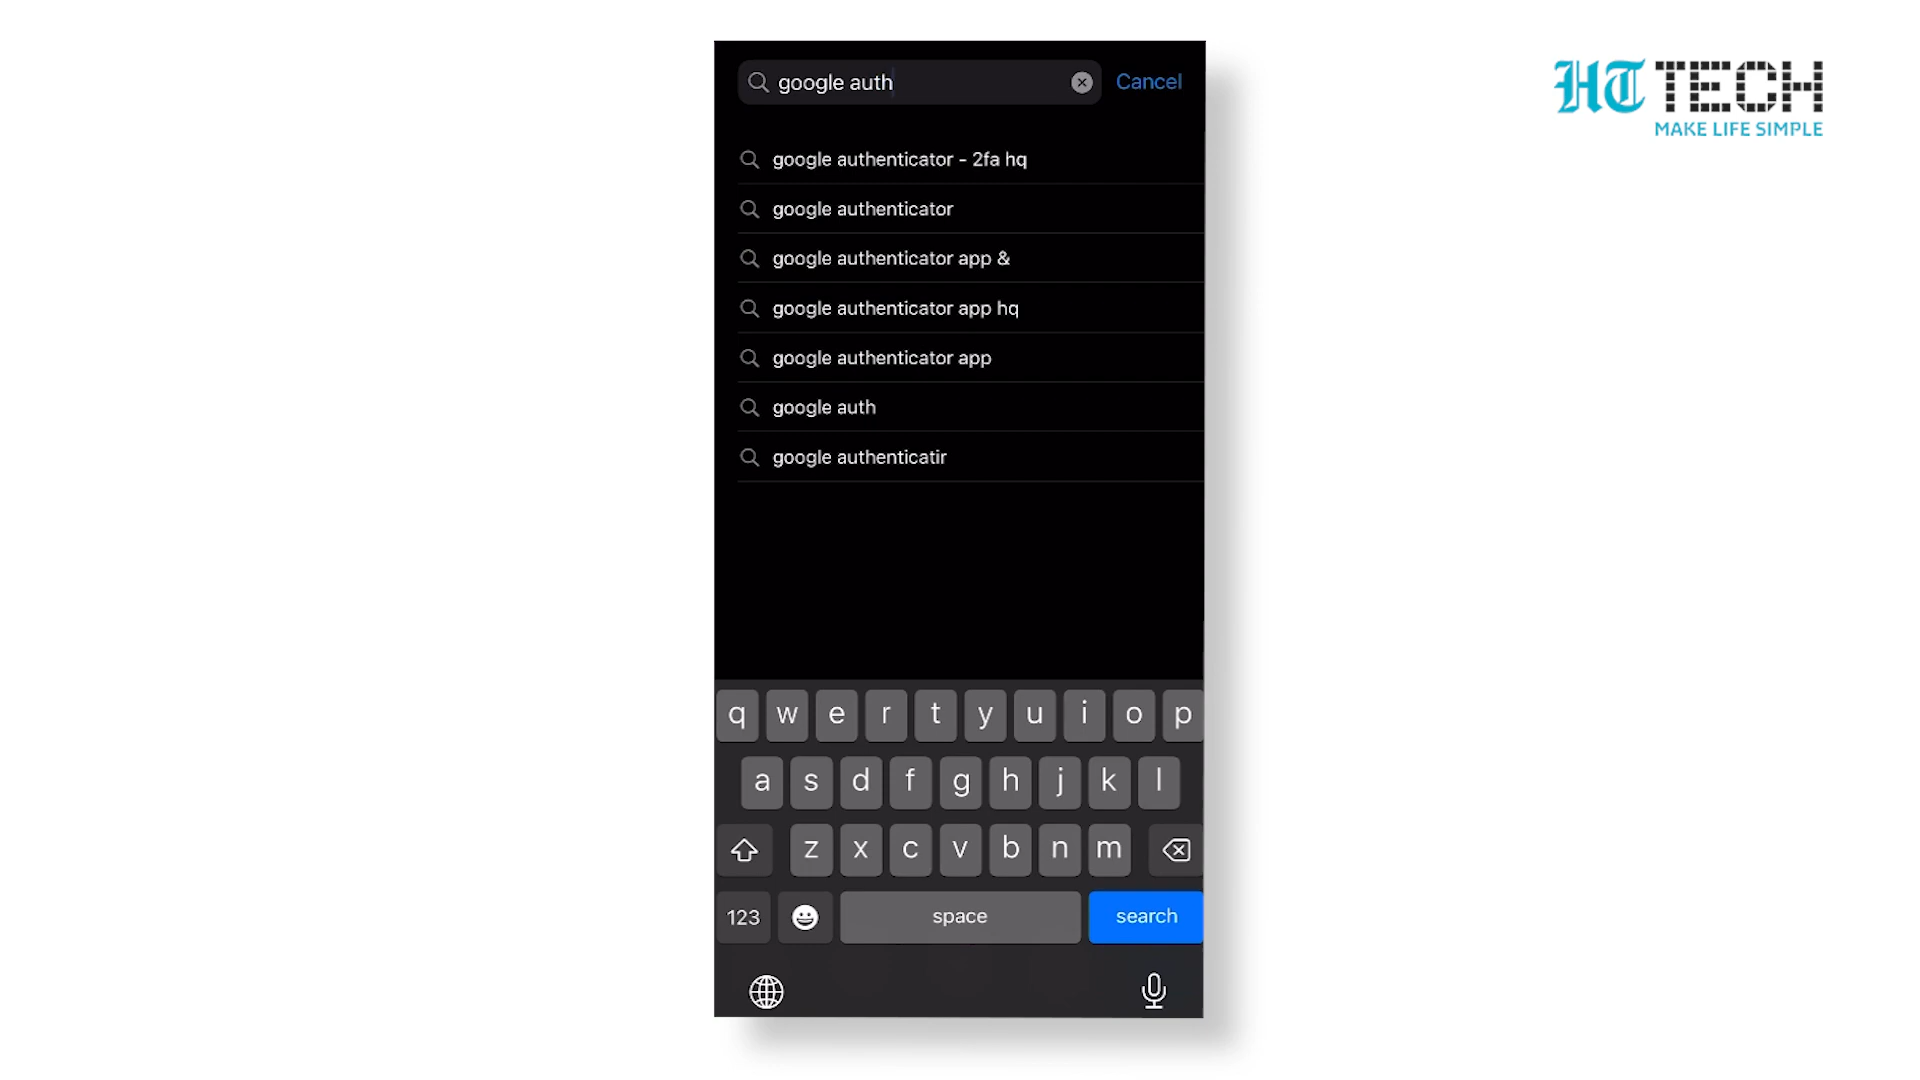 google auth
Cancel
HT TECH
MAKE LIFE SIMPLE
google authenticator - 2fa hq
google authenticator
google authenticator app &
google authenticator app hq
google authenticator app
google auth
google authenticatir
q w e r t y u i o p
a s d f g h j k l
z x c v b n m
123 space search